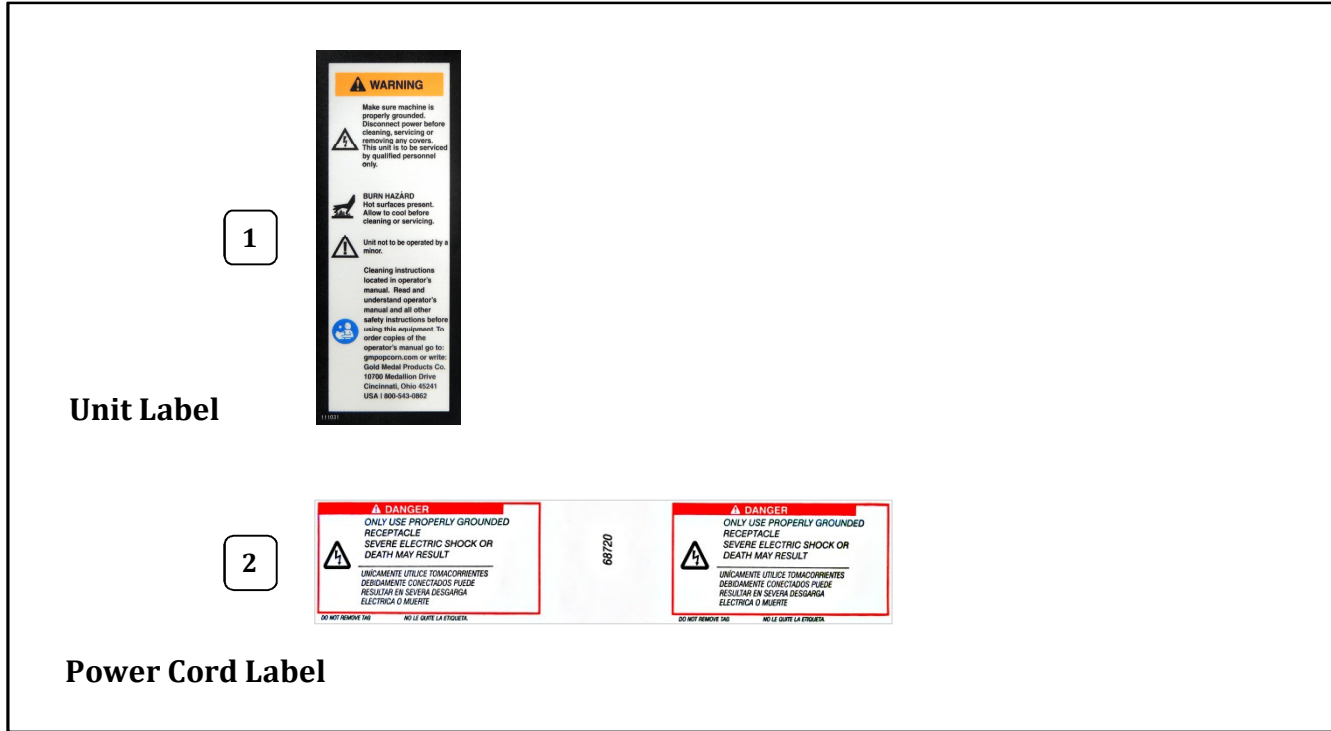 WARNING
Make sure machine is
properly grounded.
Disconnect power before
cleaning, servicing or
removing any covers.
This unit is to be serviced
by qualified personnel
only.
BURN HAZÁRD
Hot surfaces present.
Allow to cool before
cleaning or servicing.
1
Unit not to be operated by a
minor.
Cleaning instructions
located in operator's
manual. Read and
understand operator's
manual and all other
safety instructions before
using this equipment. To
order copies of the
operator's manual go to:
gmpopcorn.com or write:
Gold Medal Products Co.
10700 Medallion Drive
Cincinnati, Ohio 45241
USA | 800-543-0862
111031
Unit Label
2
DANGER
ONLY USE PROPERLY GROUNDED
RECEPTACLE
SEVERE ELECTRIC SHOCK OR
DEATH MAY RESULT
UNÍCAMENTE UTILICE TOMACORRIENTES
DEBIDAMENTE CONECTADOS PUEDE
RESULTAR EN SEVERA DESGARGA
ELECTRICA O MUERTE
DO NOT REMOVE TAG NO LE QUITE LA ETIQUETA.
68720
DANGER
ONLY USE PROPERLY GROUNDED
RECEPTACLE
SEVERE ELECTRIC SHOCK OR
DEATH MAY RESULT
UNÍCAMENTE UTILICE TOMACORRIENTES
DEBIDAMENTE CONECTADOS PUEDE
RESULTAR EN SEVERA DESGARGA
ELECTRICA O MUERTE
DO NOT REMOVE TAG NO LE QUITE LA ETIQUETA.
Power Cord Label